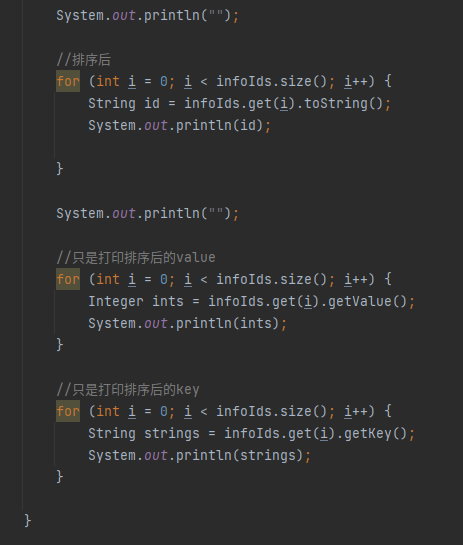 System.out.println("");
//排序后
for (int i = 0; i < infoIds.size(); i++) {
String id = infoIds.get(i).toString();
System.out.println(id);
}
System.out.println("");
//只是打印排序后的value
for (int i = 0; i < infoIds.size(); i++) {
Integer ints = infoIds.get(i).getValue();
System.out.println(ints);
}
//只是打印排序后的key
for (int i = 0; i < infoIds.size(); i++) {
String strings = infoIds.get(i).getKey();
System.out.println(strings);
}
}